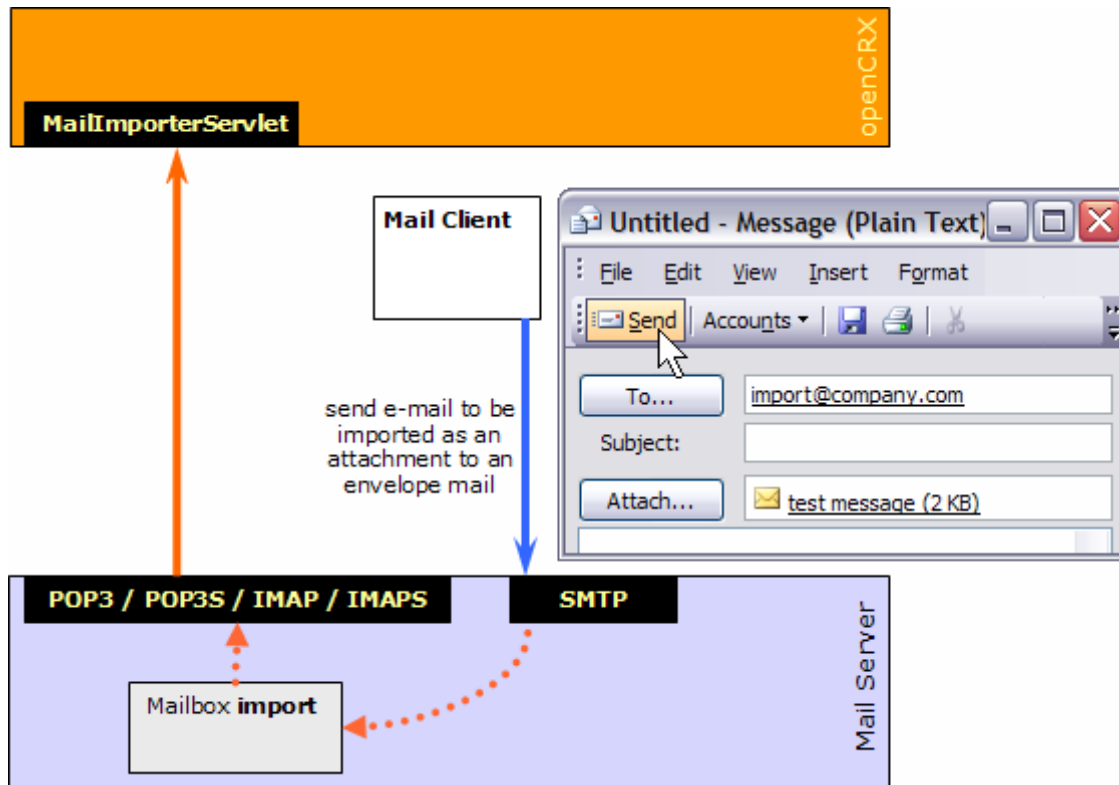 openCRX
MailImporterServlet
Mail Client
Untitled - Message (Plain Text)
File Edit View Insert Format
Send Accounts
To... import@company.com
Subject:
Attach... test message (2 KB)
send e-mail to be
imported as an
attachment to an
envelope mail
POP3 / POP3S / IMAP / IMAPS
SMTP
Mail Server
Mailbox import